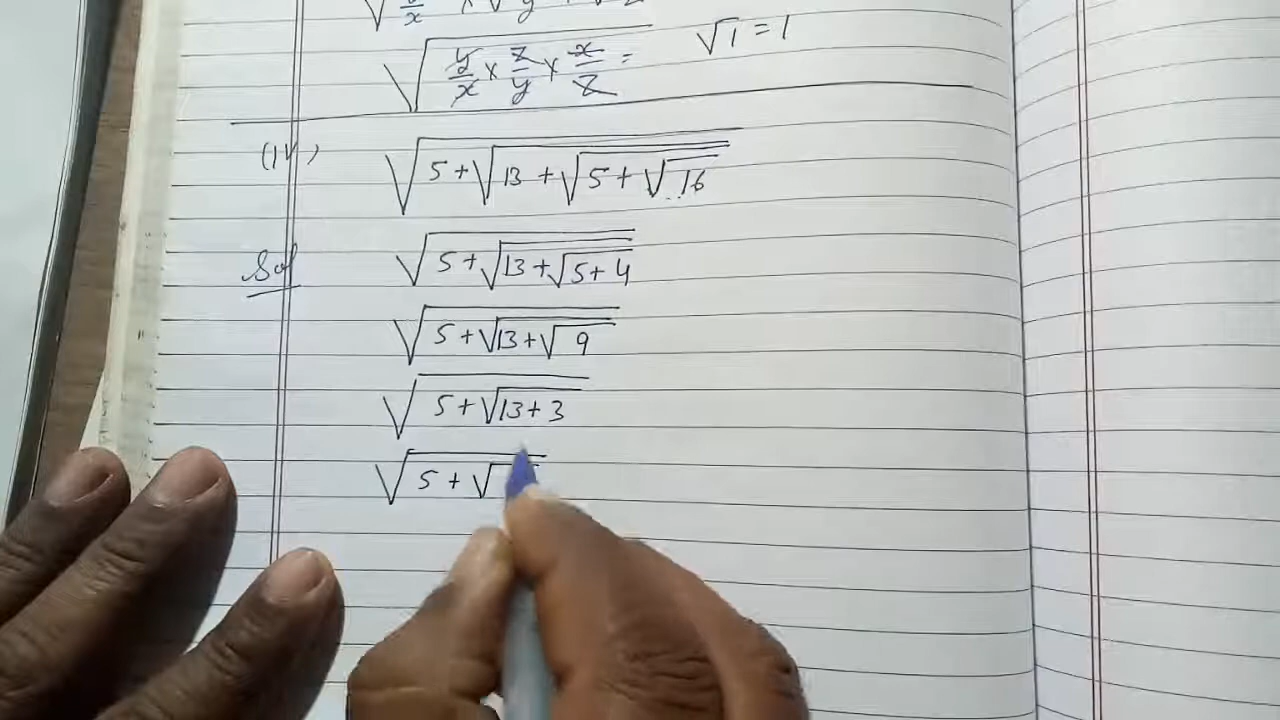 √(y/x × z/y × x/z) = √1 = 1
(IV) √(5+√(13+√(5+√16)))
Sol √(5+√(13+√(5+4)))
√(5+√(13+√9))
√(5+√(13+3))
√(5+√